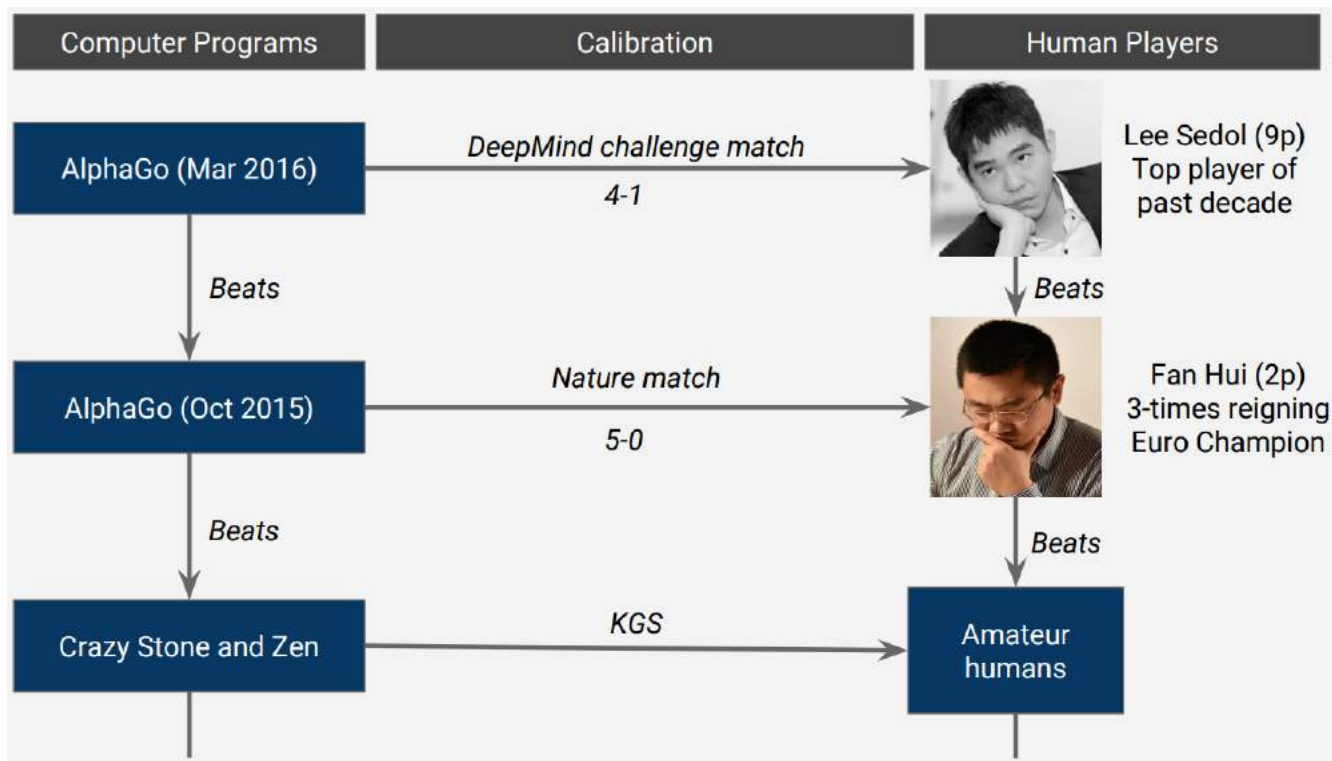 Computer Programs
Calibration
Human Players
AlphaGo (Mar 2016)
DeepMind challenge match
4-1
Lee Sedol (9p)
Top player of
past decade
Beats
Beats
AlphaGo (Oct 2015)
Nature match
5-0
Fan Hui (2p)
3-times reigning
Euro Champion
Beats
Beats
Crazy Stone and Zen
KGS
Amateur
humans